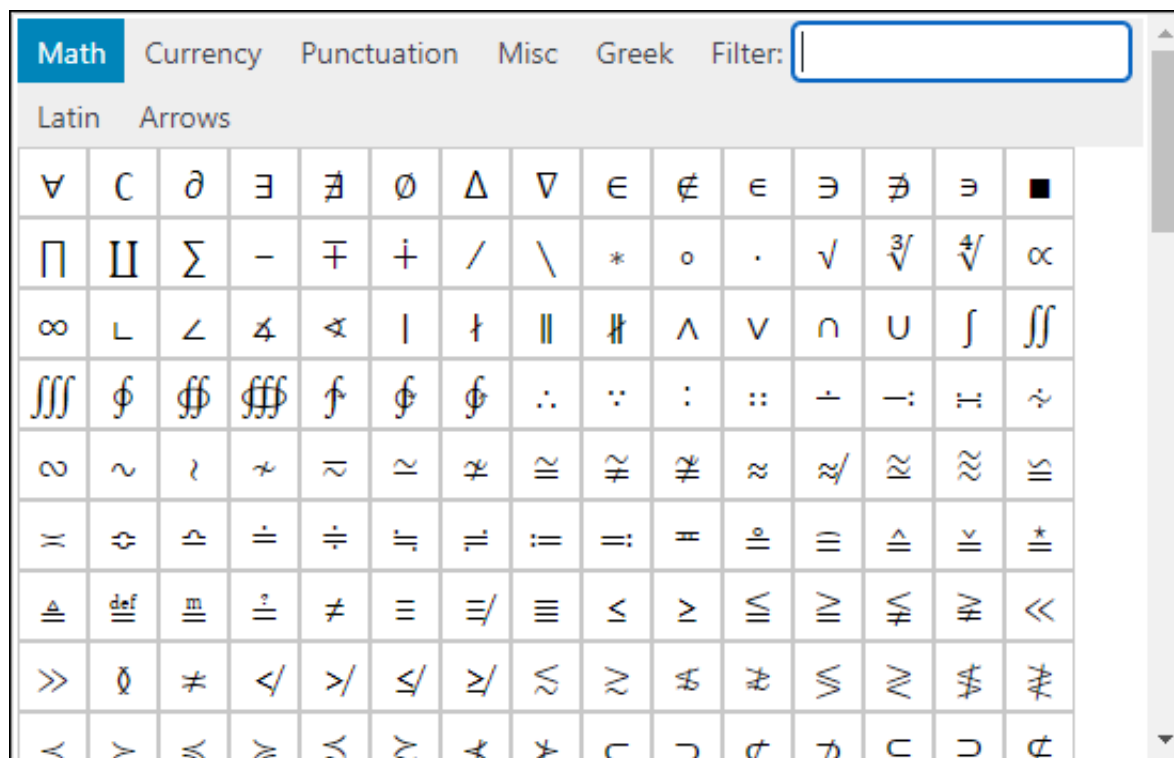 Math Currency Punctuation Misc Greek Filter:
Latin Arrows
∀ ∁ ∂ ∃ ∄ ∅ ∆ ∇ ∈ ∉ ∊ ∋ ∌ ∍ ∎
∏ ∐ ∑ − ∓ ∔ ∕ ∖ ∗ ∘ ∙ √ ∛ ∜ ∝
∞ ∟ ∠ ∡ ∢ ∣ ∤ ∥ ∦ ∧ ∨ ∩ ∪ ∫ ∬
∭ ∮ ∯ ∰ ∱ ∲ ∳ ∴ ∵ ∶ ∷ ∸ ∹ ∺ ∻
∾ ∼ ≀ ≁ ≂ ≃ ≄ ≅ ≆ ≇ ≈ ≉ ≊ ≋ ≌
≍ ≎ ≏ ≐ ≑ ≒ ≓ ≔ ≕ ≖ ≗ ≘ ≙ ≚ ≛
≜ ≝ ≞ ≟ ≠ ≡ ≢ ≣ ≤ ≥ ≦ ≧ ≨ ≩ ≪
≫ ≬ ≭ ≮ ≯ ≰ ≱ ≲ ≳ ≴ ≵ ≶ ≷ ≸ ≹
≺ ≻ ≼ ≽ ≾ ≿ ⊀ ⊁ ⊂ ⊃ ⊄ ⊅ ⊆ ⊇ ⊈